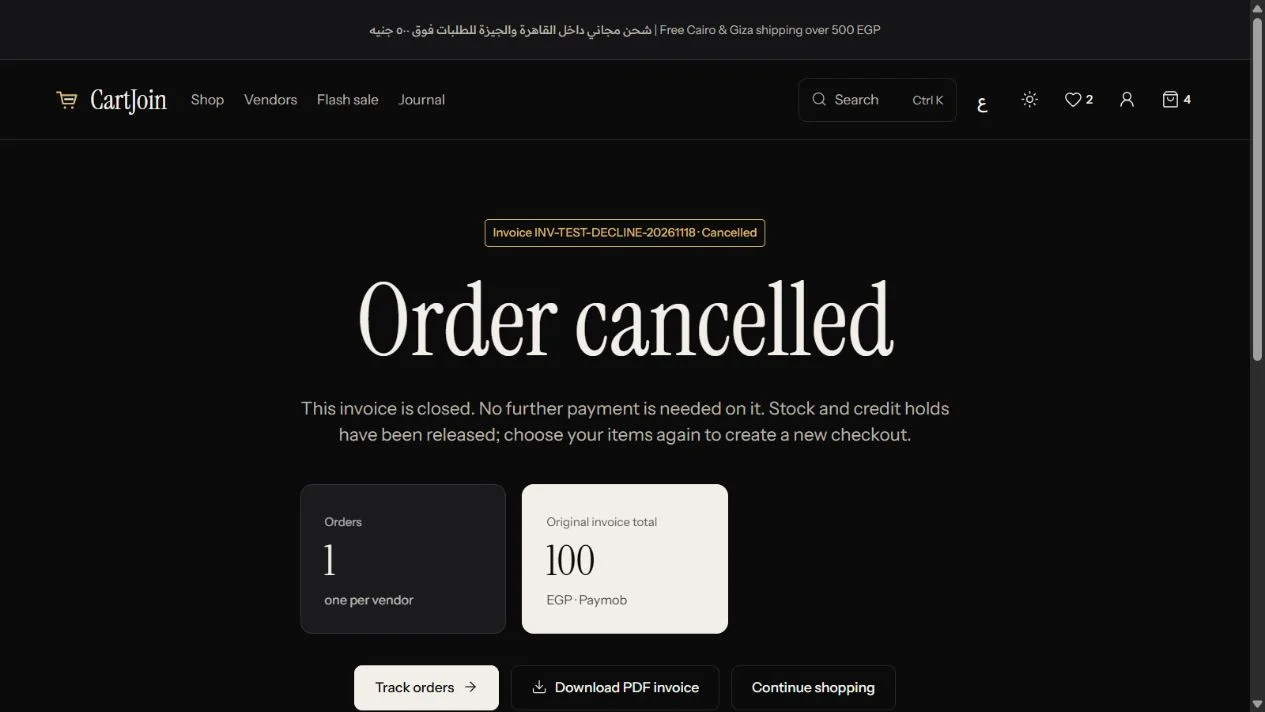 شحن مجاني داخل القاهرة والجيزة للطلبات فوق ٥٠٠ جنيه | Free Cairo & Giza shipping over 500 EGP
CartJoin Shop Vendors Flash sale Journal Search Ctrl K ع 2 4
Invoice INV-TEST-DECLINE-20261118 · Cancelled
Order cancelled
This invoice is closed. No further payment is needed on it. Stock and credit holds
have been released; choose your items again to create a new checkout.
Orders
1
one per vendor
Original invoice total
100
EGP · Paymob
Track orders
Download PDF invoice
Continue shopping